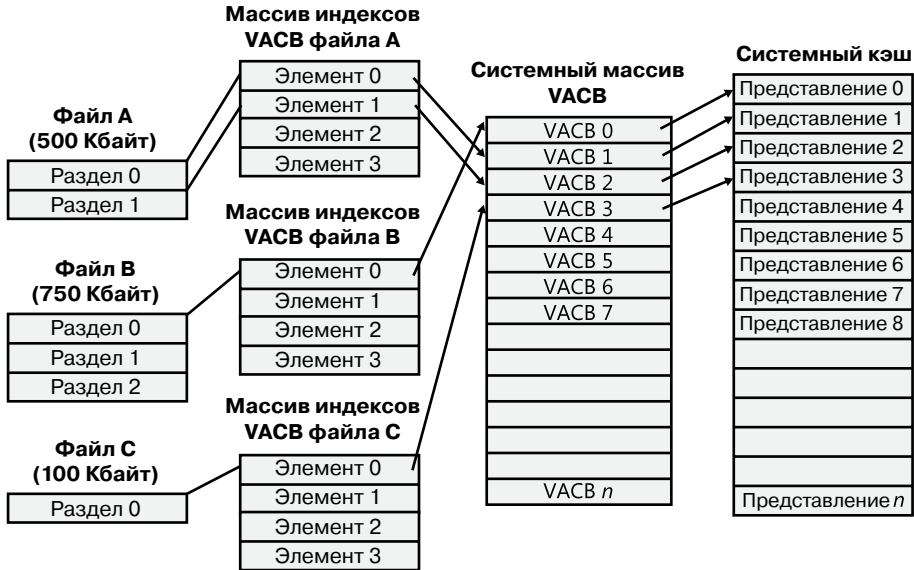 Файл A
(500 Кбайт)
Раздел 0
Раздел 1
Файл B
(750 Кбайт)
Раздел 0
Раздел 1
Раздел 2
Файл C
(100 Кбайт)
Раздел 0
Массив индексов
VACB файла A
Элемент 0
Элемент 1
Элемент 2
Элемент 3
Массив индексов
VACB файла B
Элемент 0
Элемент 1
Элемент 2
Элемент 3
Массив индексов
VACB файла C
Элемент 0
Элемент 1
Элемент 2
Элемент 3
Системный массив
VACB
VACB 0
VACB 1
VACB 2
VACB 3
VACB 4
VACB 5
VACB 6
VACB 7
VACB n
Системный кэш
Представление 0
Представление 1
Представление 2
Представление 3
Представление 4
Представление 5
Представление 6
Представление 7
Представление 8
Представление n